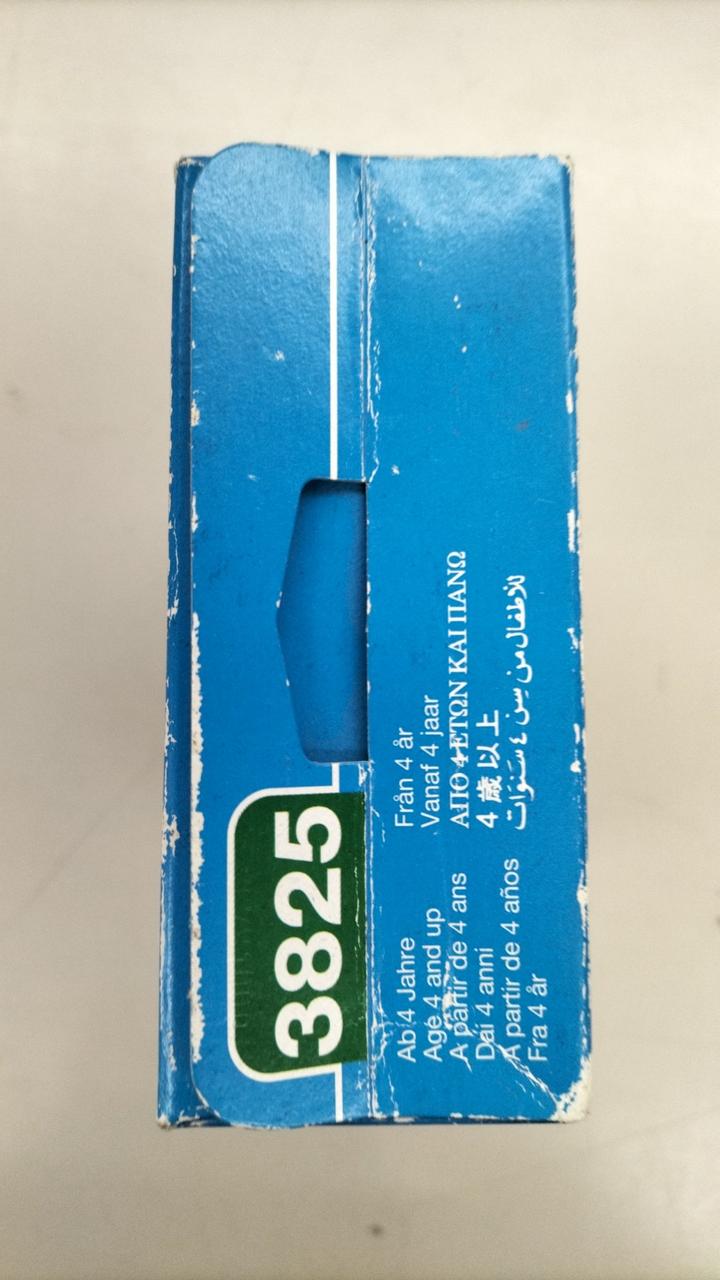 3825
Ab 4 Jahre
Age 4 and up
A partir de 4 ans
Dai 4 anni
A partir de 4 años
Fra 4 år
Från 4 år
Vanaf 4 jaar
ΑΠΟ 4 ΕΤΩΝ ΚΑΙ ΠΑΝΩ
4 歳 以上
للأطفال من سِن ٤ سَنوَات